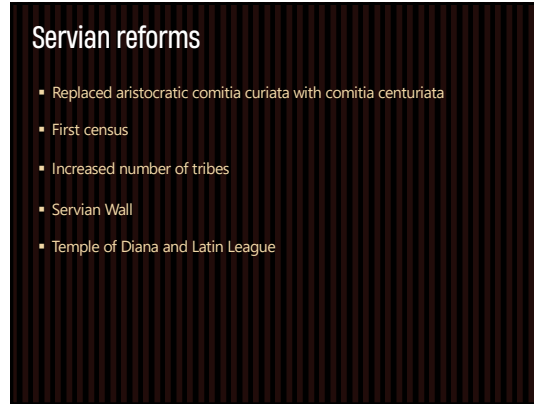 Servian reforms
▪ Replaced aristocratic comitia curiata with comitia centuriata
▪ First census
▪ Increased number of tribes
▪ Servian Wall
▪ Temple of Diana and Latin League